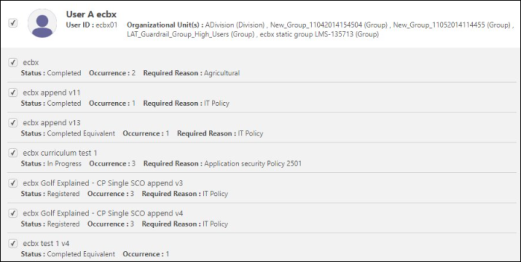 User A ecbx
User ID : ecbx01 Organizational Unit(s) : ADivision (Division) , New_Group_11042014154504 (Group) , New_Group_11052014114455 (Group) ,
LAT_Guardrail_Group_High_Users (Group) , ecbx static group LMS-135713 (Group)
ecbx
Status : Completed Occurrence : 2 Required Reason : Agricultural
ecbx append v11
Status : Completed Occurrence : 1 Required Reason : IT Policy
ecbx append v13
Status : Completed Equivalent Occurrence : 1 Required Reason : IT Policy
ecbx curriculum test 1
Status : In Progress Occurrence : 3 Required Reason : Application security Policy 2501
ecbx Golf Explained - CP Single SCO append v3
Status : Registered Occurrence : 3 Required Reason : IT Policy
ecbx Golf Explained - CP Single SCO append v4
Status : Registered Occurrence : 3 Required Reason : IT Policy
ecbx test 1 v4
Status : Completed Equivalent Occurrence : 1